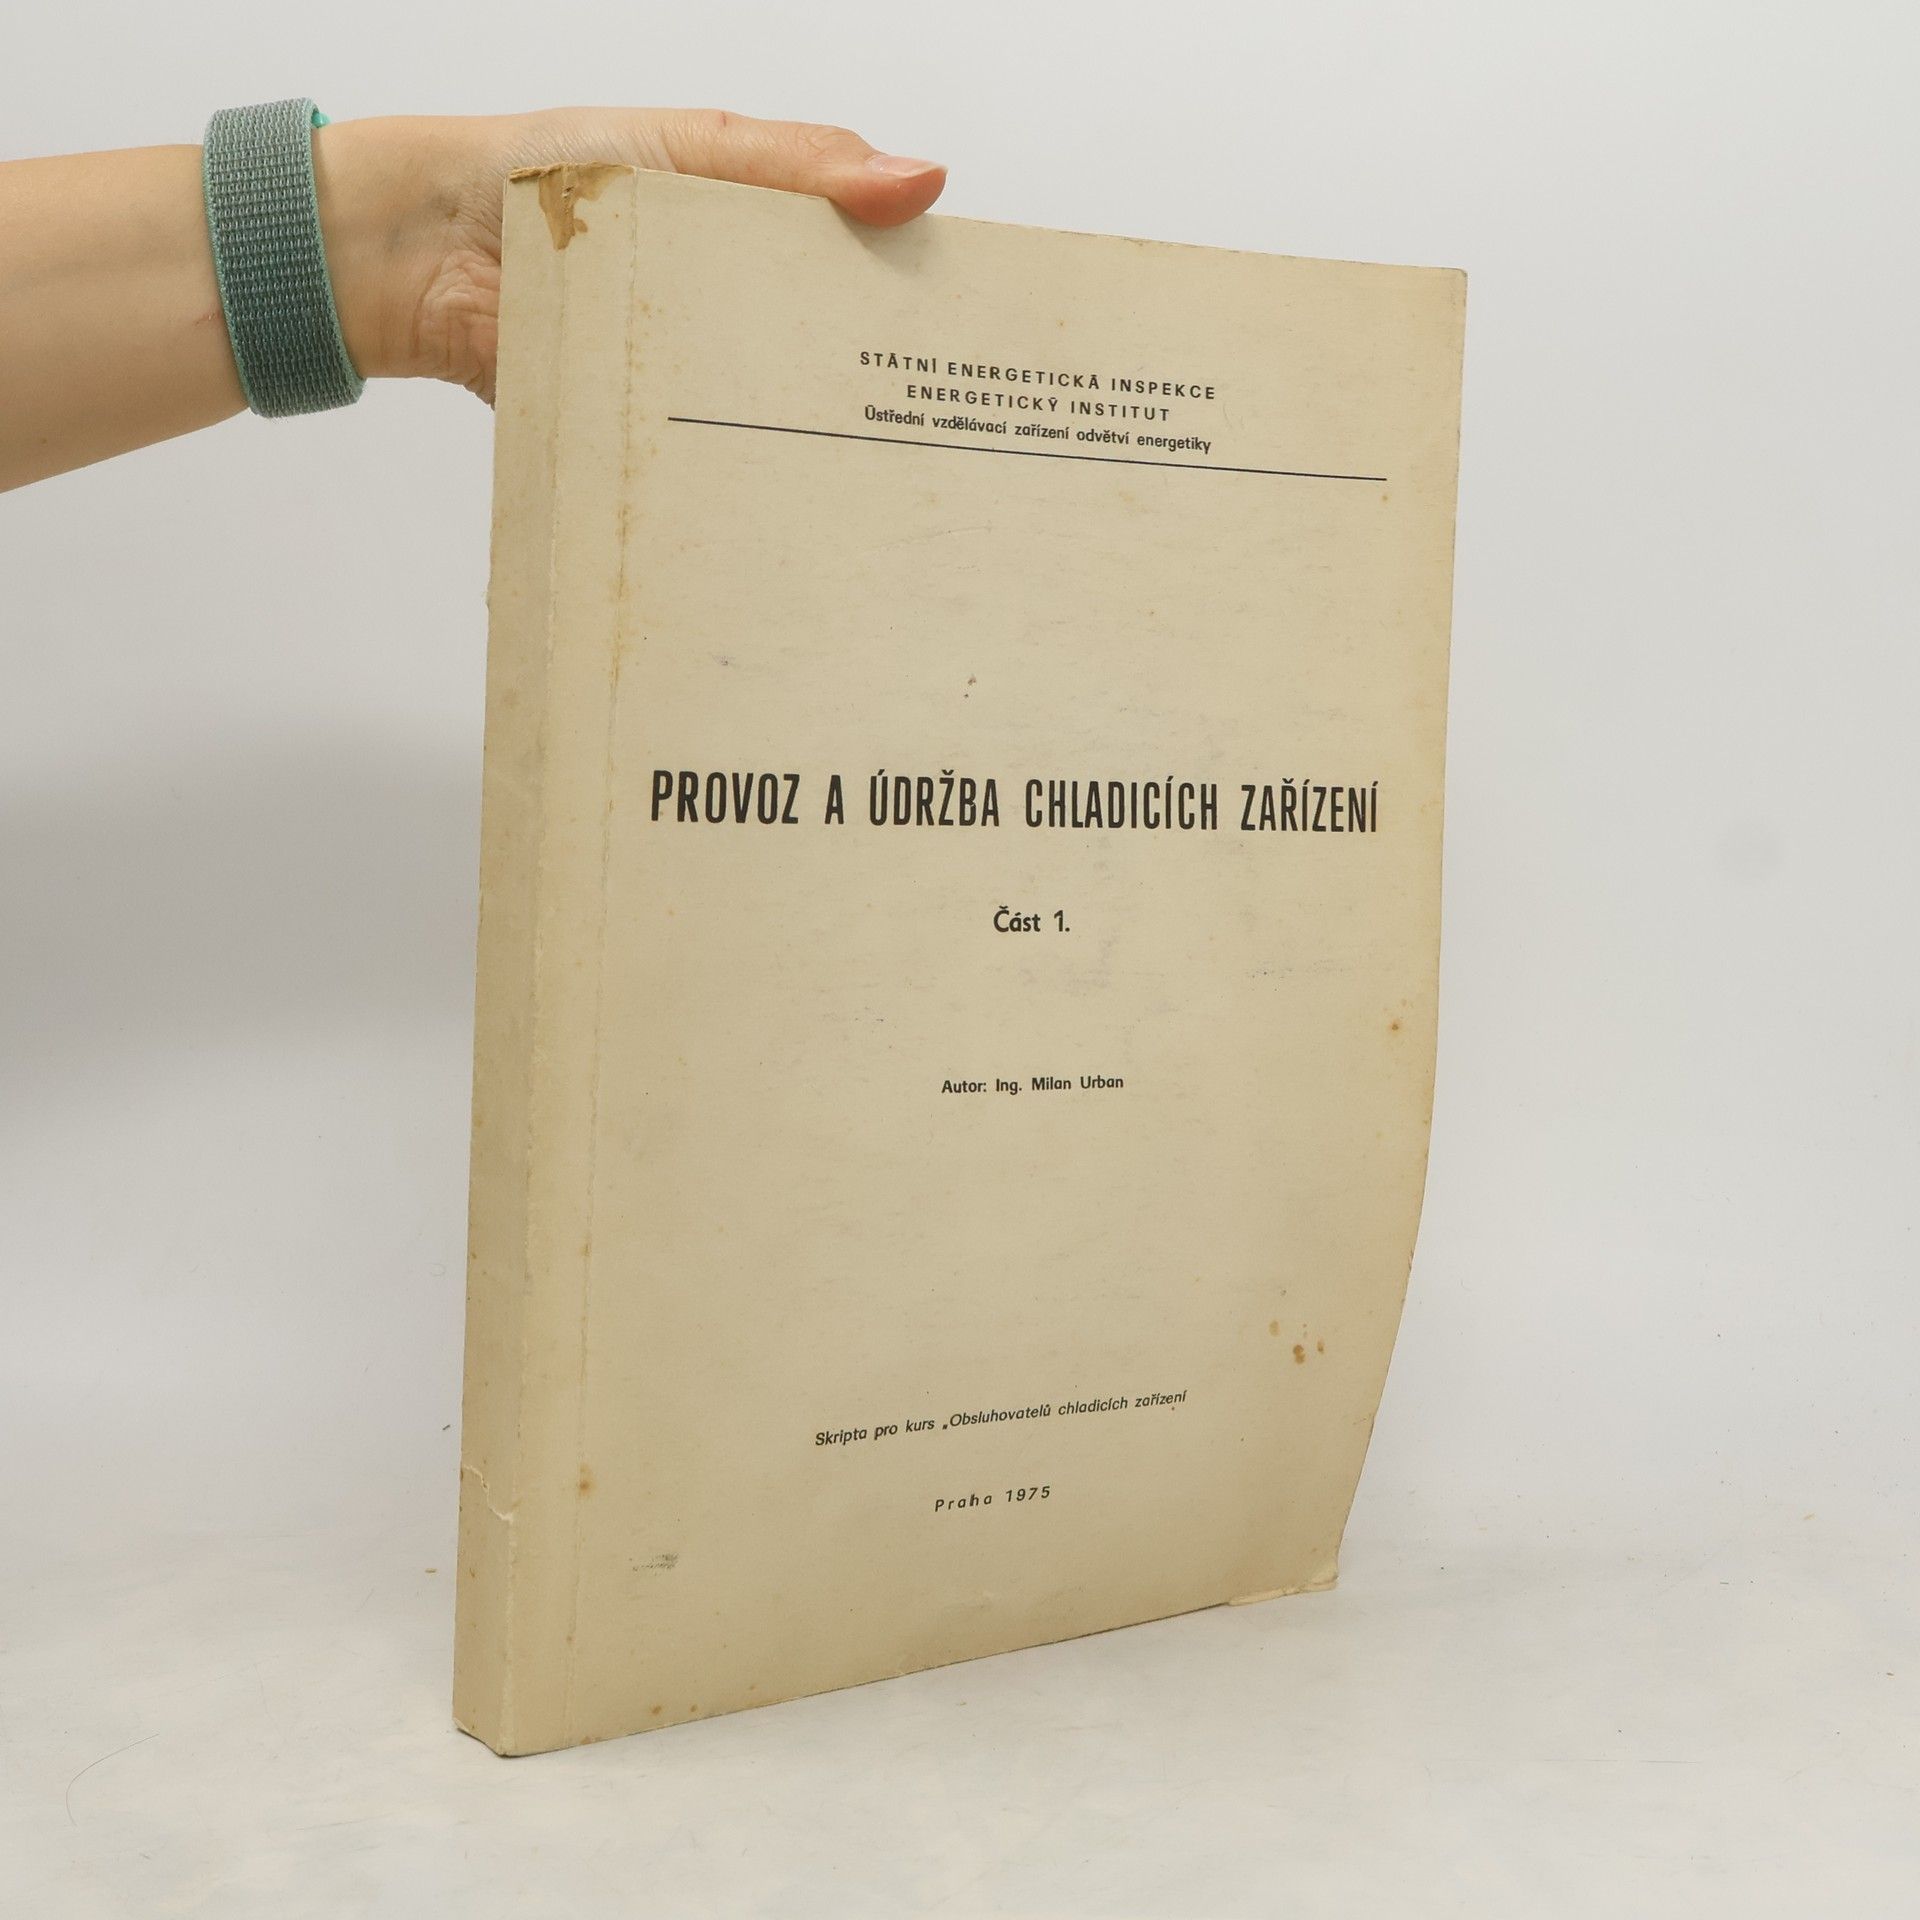 STÁTNÍ ENERGETICKÁ INSPEKCE
ENERGETICKÝ INSTITUT
Ústřední vzdělávací zařízení odvětví energetiky
PROVOZ A ÚDRŽBA CHLADICÍCH ZAŘÍZENÍ
Část 1.
Autor: Ing. Milan Urban
Skripta pro kurs „Obsluhovatelů chladicích zařízení
Praha 1975